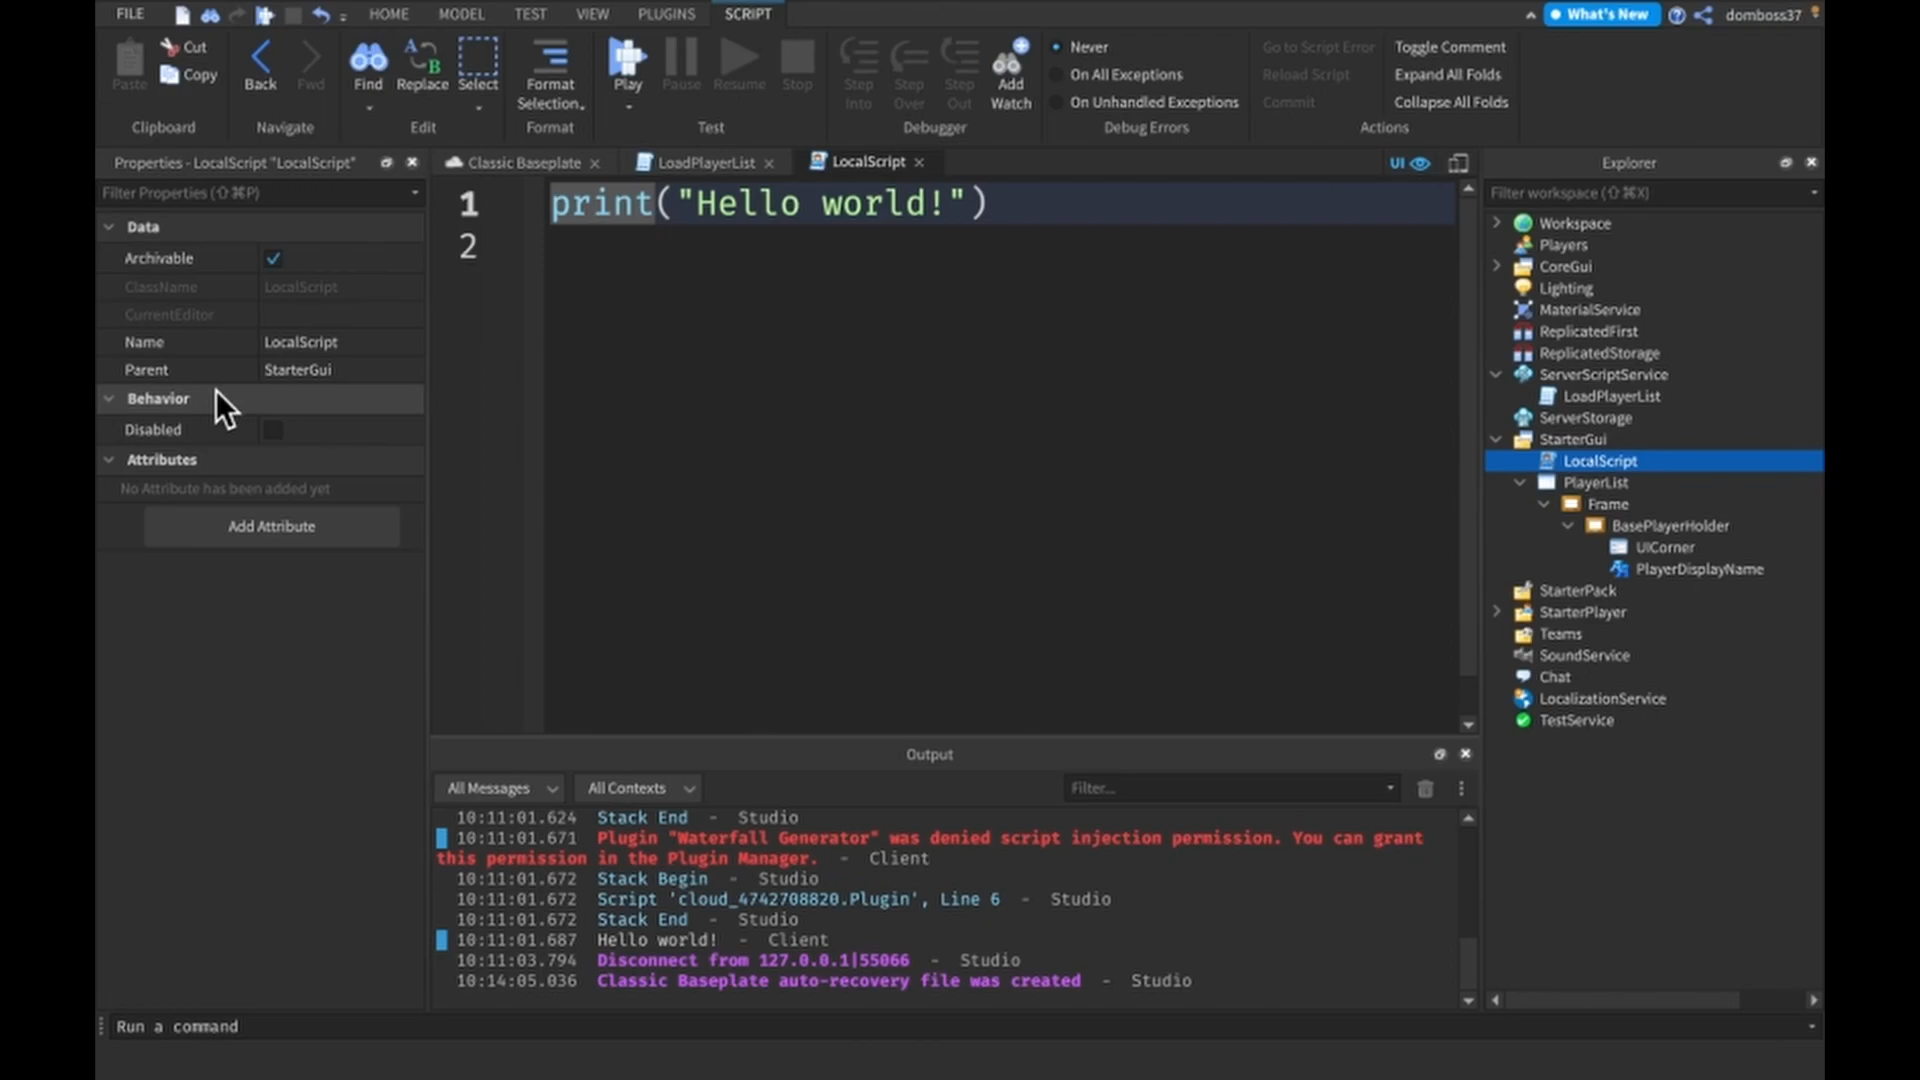 FILE HOME MODEL TEST VIEW PLUGINS SCRIPT What's New domboss37
Paste Cut Copy
Clipboard
Back Fwd
Navigate
Find Replace Select
Edit
Format Selection
Format
Play Pause Resume Stop
Test
Step Into Step Over Step Out Add Watch
Debugger
Never
On All Exceptions
On Unhandled Exceptions
Debug Errors
Go to Script Error Toggle Comment
Reload Script Expand All Folds
Commit Collapse All Folds
Actions
Properties - LocalScript "LocalScript"
Filter Properties (⇧⌘P)
Data
Archivable
ClassName LocalScript
CurrentEditor
Name LocalScript
Parent StarterGui
Behavior
Disabled
Attributes
No Attribute has been added yet
Add Attribute
Classic Baseplate LoadPlayerList LocalScript UI
1 print("Hello world!")
2
Output
All Messages All Contexts Filter...
10:11:01.624 Stack End - Studio
10:11:01.671 Plugin "Waterfall Generator" was denied script injection permission. You can grant
this permission in the Plugin Manager. - Client
10:11:01.672 Stack Begin - Studio
10:11:01.672 Script 'cloud_4742708820.Plugin', Line 6 - Studio
10:11:01.672 Stack End - Studio
10:11:01.687 Hello world! - Client
10:11:03.794 Disconnect from 127.0.0.1|55066 - Studio
10:14:05.036 Classic Baseplate auto-recovery file was created - Studio
Explorer
Filter workspace (⇧⌘X)
Workspace
Players
CoreGui
Lighting
MaterialService
ReplicatedFirst
ReplicatedStorage
ServerScriptService
LoadPlayerList
ServerStorage
StarterGui
LocalScript
PlayerList
Frame
BasePlayerHolder
UICorner
PlayerDisplayName
StarterPack
StarterPlayer
Teams
SoundService
Chat
LocalizationService
TestService
Run a command